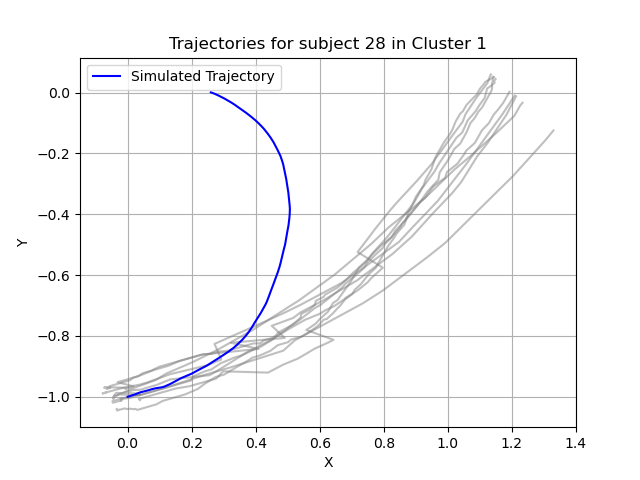 Trajectories for subject 28 in Cluster 1
Simulated Trajectory
Y
0.0
−0.2
−0.4
−0.6
−0.8
−1.0
0.0 0.2 0.4 0.6 0.8 1.0 1.2 1.4
X